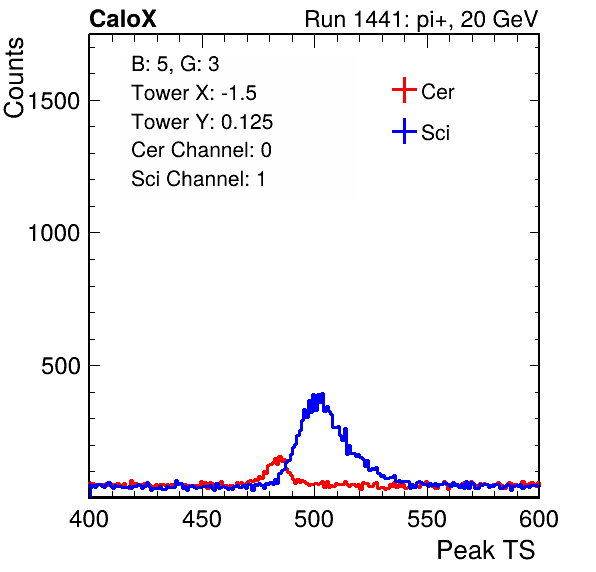 CaloX Run 1441: pi+, 20 GeV
Counts
B: 5, G: 3
Tower X: -1.5
Tower Y: 0.125
Cer Channel: 0
Sci Channel: 1
Cer
Sci
1500
1000
500
400 450 500 550 600
Peak TS